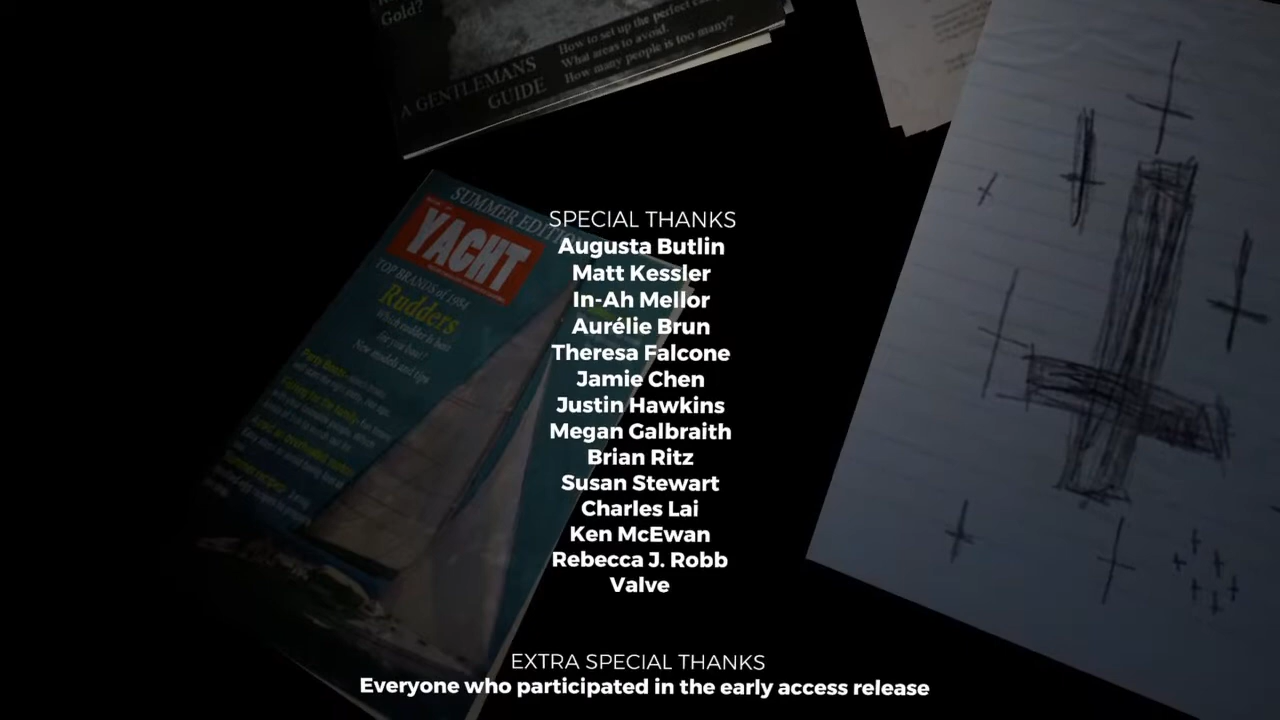 Gold?
How to set up the perfect
What areas to avoid.
How many people is too many?
A GENTLEMANS
GUIDE
SUMMER EDITION
YACHT
TOP BRANDS of 1984
Rudders
Which rudder is best
for you boat?
New models and tips
SPECIAL THANKS
Augusta Butlin
Matt Kessler
In-Ah Mellor
Aurélie Brun
Theresa Falcone
Jamie Chen
Justin Hawkins
Megan Galbraith
Brian Ritz
Susan Stewart
Charles Lai
Ken McEwan
Rebecca J. Robb
Valve
EXTRA SPECIAL THANKS
Everyone who participated in the early access release